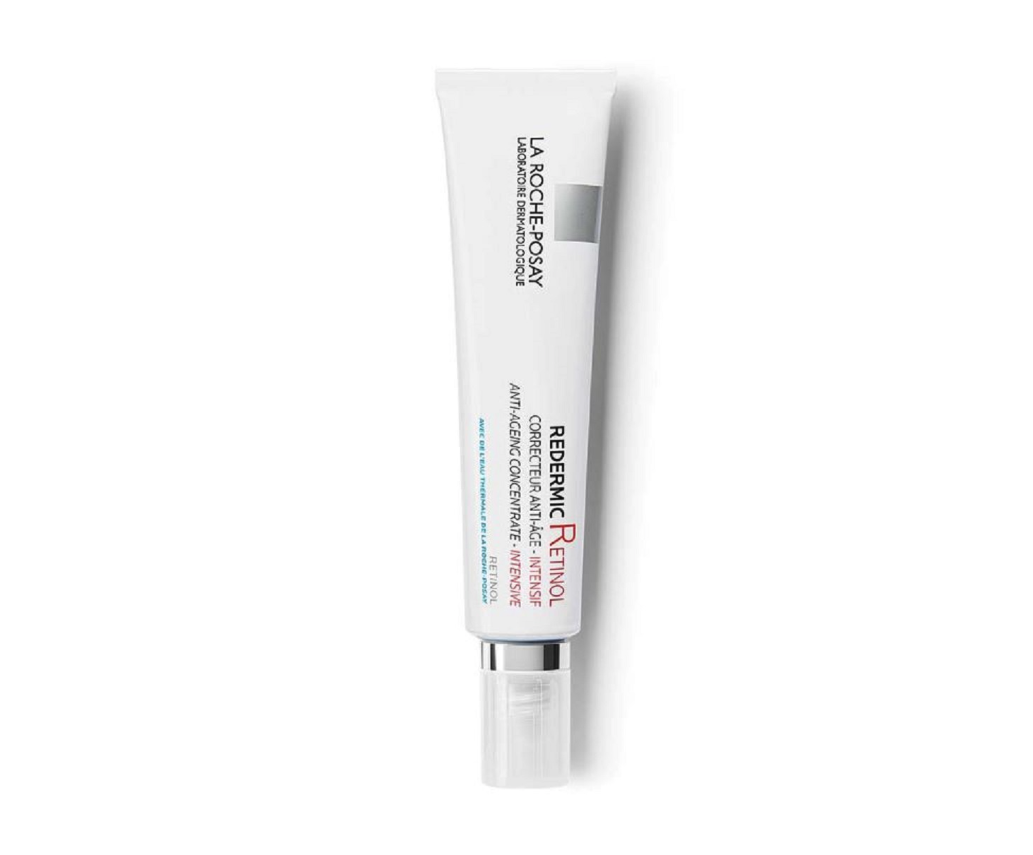 LA ROCHE-POSAY
LABORATOIRE DERMATOLOGIQUE
REDERMIC RETINOL
CORRECTEUR ANTI-ÂGE - INTENSIF
ANTI-AGEING CONCENTRATE - INTENSIVE
RETINOL
AVEC DE L'EAU THERMALE DE LA ROCHE-POSAY